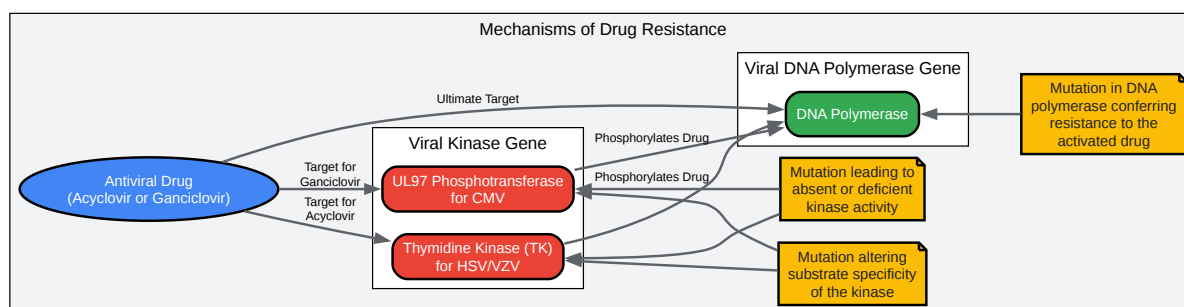 Mechanisms of Drug Resistance
Viral DNA Polymerase Gene
DNA Polymerase
Mutation in DNA
polymerase conferring
resistance to the
activated drug
Ultimate Target
Viral Kinase Gene
Phosphorylates Drug
Antiviral Drug
(Acyclovir or Ganciclovir)
Target for
Ganciclovir
UL97 Phosphotransferase
for CMV
Phosphorylates Drug
Mutation leading to
absent or deficient
kinase activity
Target for
Acyclovir
Thymidine Kinase (TK)
for HSV/VZV
Mutation altering
substrate specificity
of the kinase